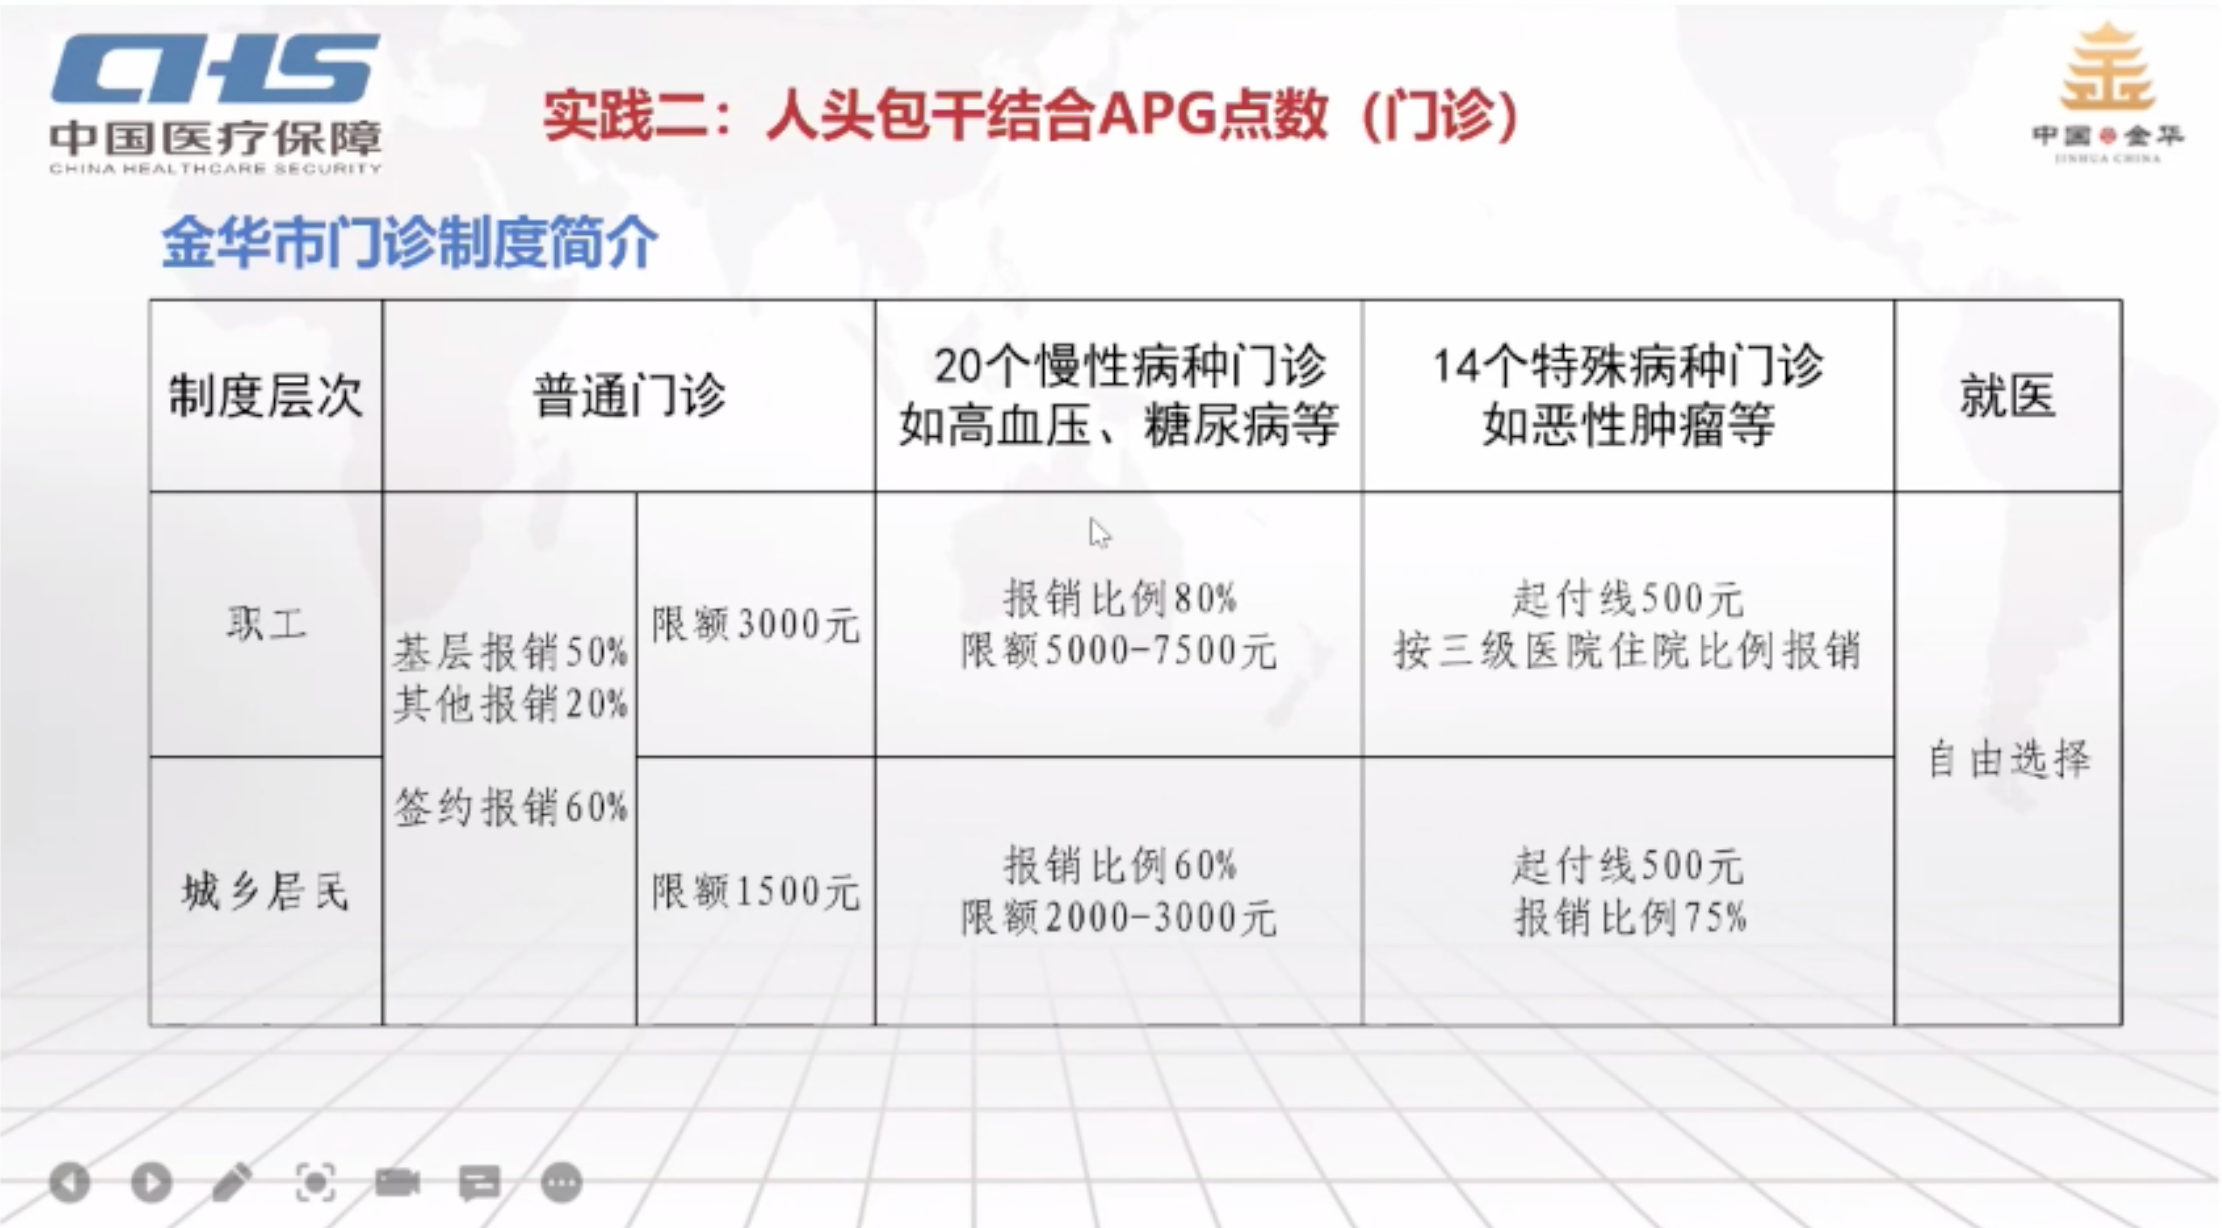 CHS
中国医疗保障
CHINA HEALTHCARE SECURITY
实践二：人头包干结合APG点数（门诊）
金
中国 金华
JINHUA CHINA
金华市门诊制度简介
制度层次
普通门诊
20个慢性病种门诊
如高血压、糖尿病等
14个特殊病种门诊
如恶性肿瘤等
就医
职工
基层报销50%
其他报销20%
签约报销60%
限额3000元
报销比例80%
限额5000-7500元
起付线500元
按三级医院住院比例报销
自由选择
城乡居民
限额1500元
报销比例60%
限额2000-3000元
起付线500元
报销比例75%